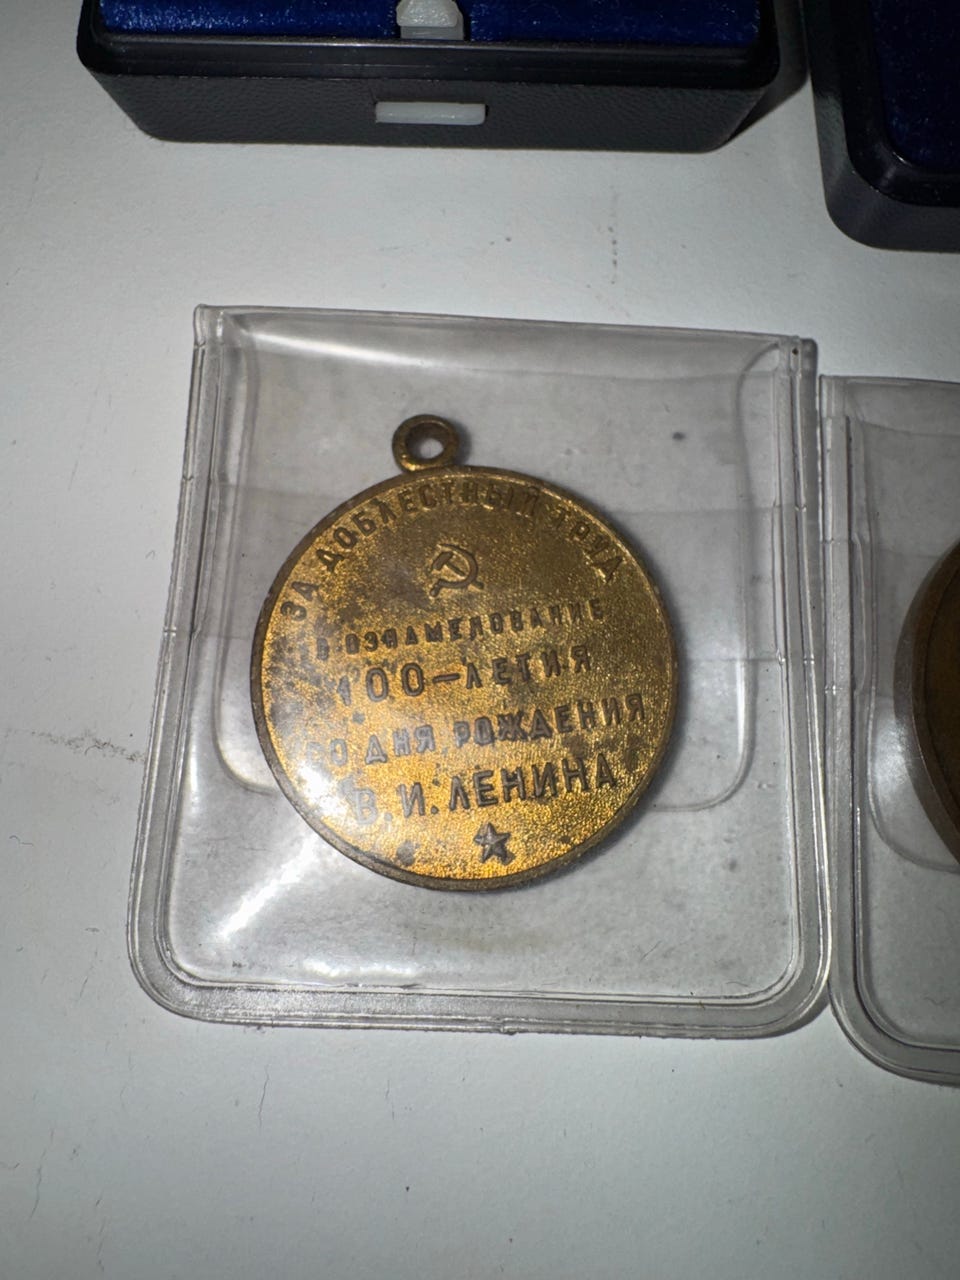 ЗА ДОБЛЕСТНЫЙ ТРУД
В ОЗНАМЕНОВАНИЕ
100-ЛЕТИЯ
СО ДНЯ РОЖДЕНИЯ
В.И.ЛЕНИНА